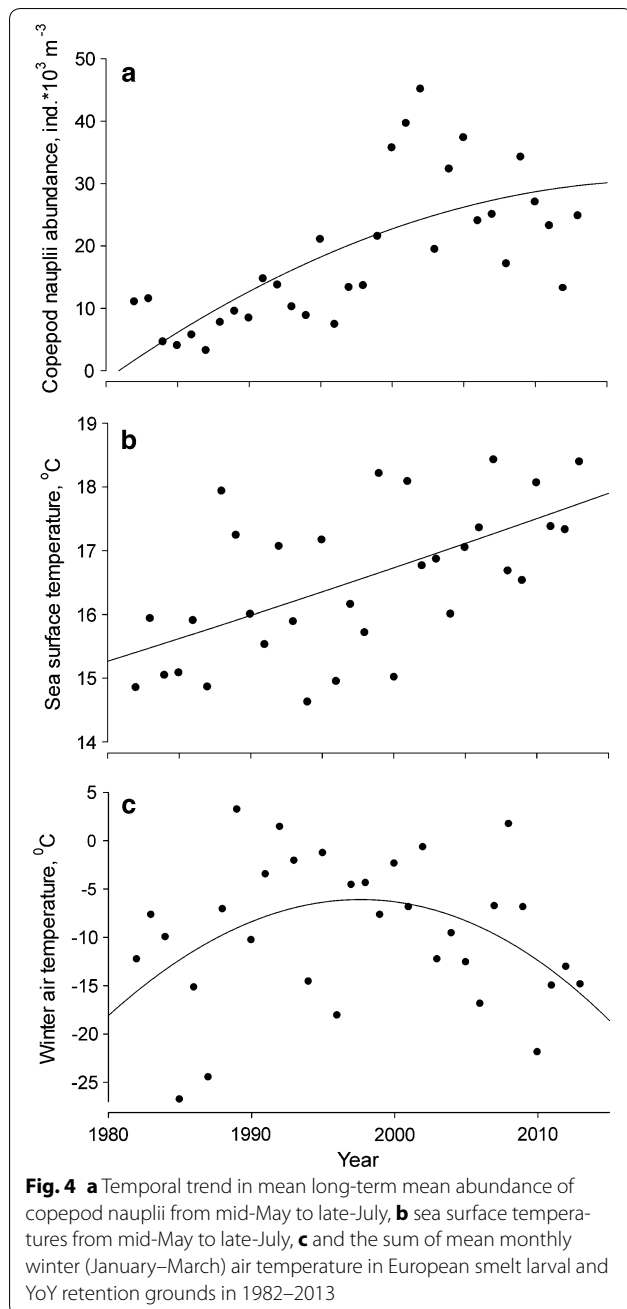 a
Copepod nauplii abundance, ind.*10³ m⁻³
50
40
30
20
10
0
b
Sea surface temperature, ⁰C
19
18
17
16
15
14
c
Winter air temperature, ⁰C
5
0
-5
-10
-15
-20
-25
1980 1990 2000 2010
Year
Fig. 4 a Temporal trend in mean long-term mean abundance of
copepod nauplii from mid-May to late-July, b sea surface tempera-
tures from mid-May to late-July, c and the sum of mean monthly
winter (January–March) air temperature in European smelt larval and
YoY retention grounds in 1982–2013